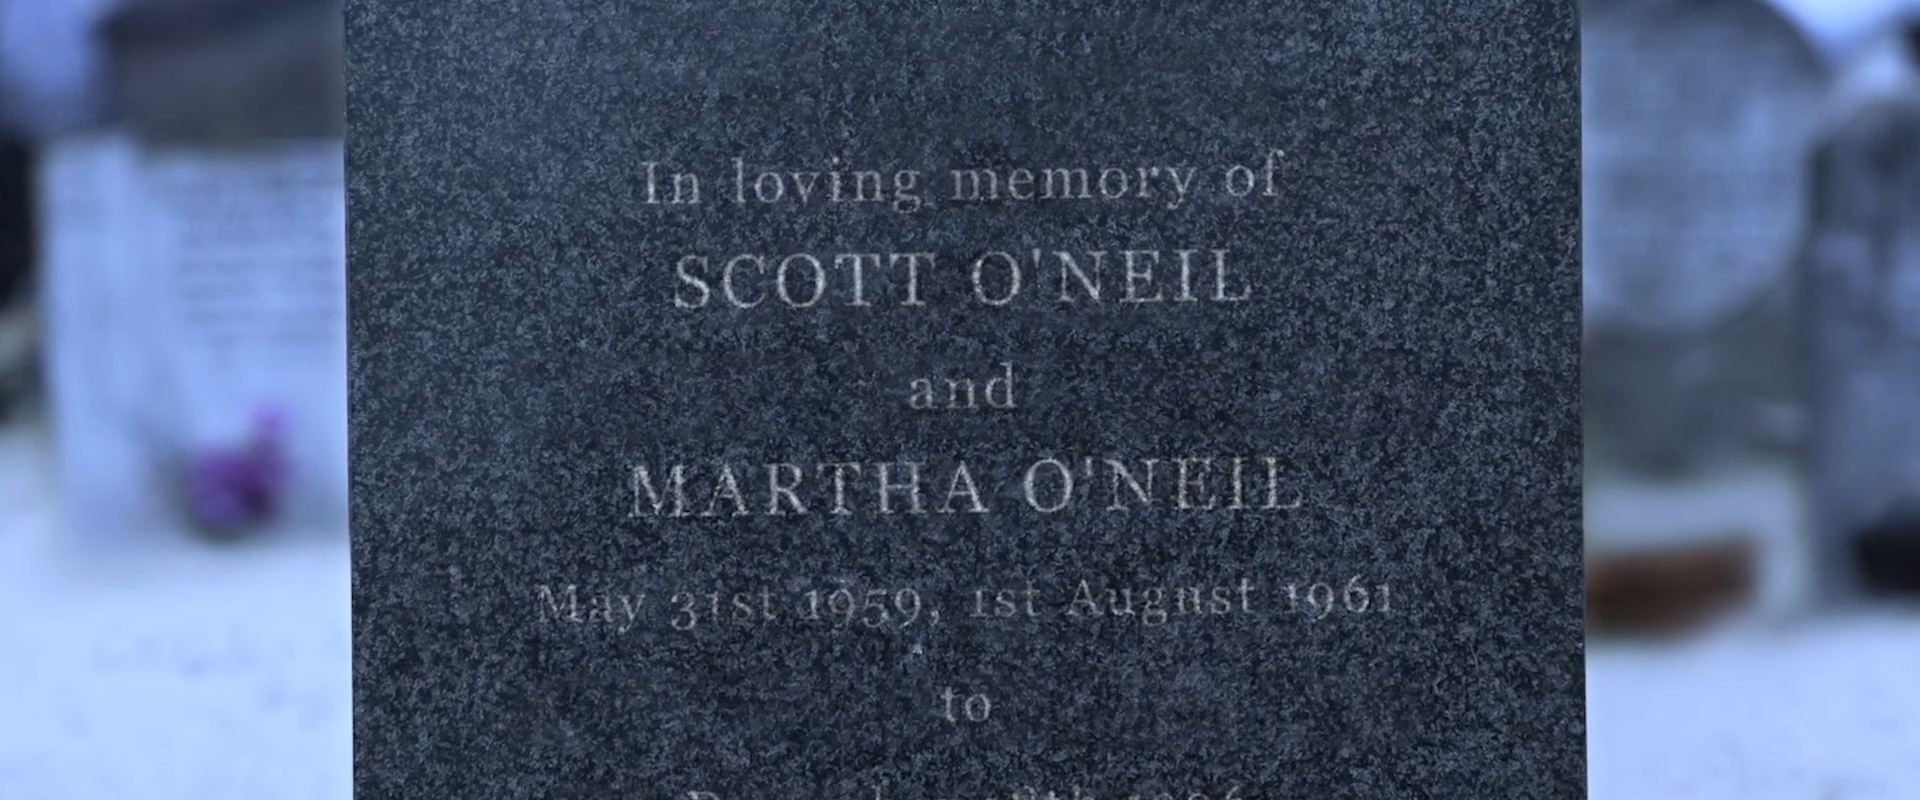 In loving memory of
SCOTT O'NEIL
and
MARTHA O'NEIL
May 31st 1959, 1st August 1961
to